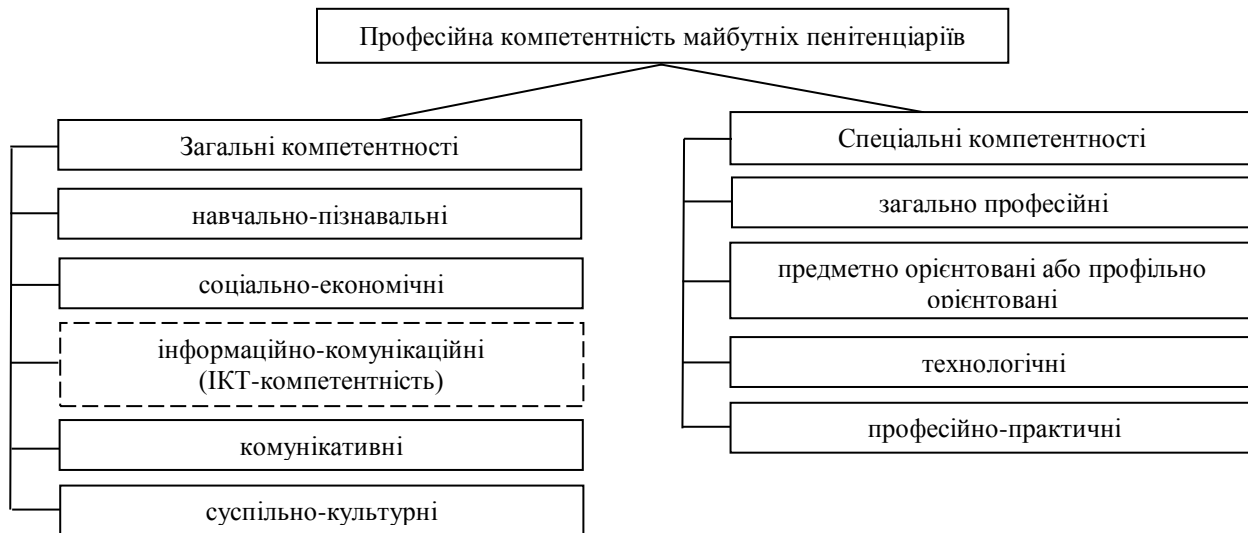 Професійна компетентність майбутніх пенітенціаріїв
Загальні компетентності
навчально-пізнавальні
соціально-економічні
інформаційно-комунікаційні
(ІКТ-компетентність)
комунікативні
суспільно-культурні
Спеціальні компетентності
загально професійні
предметно орієнтовані або профільно
орієнтовані
технологічні
професійно-практичні